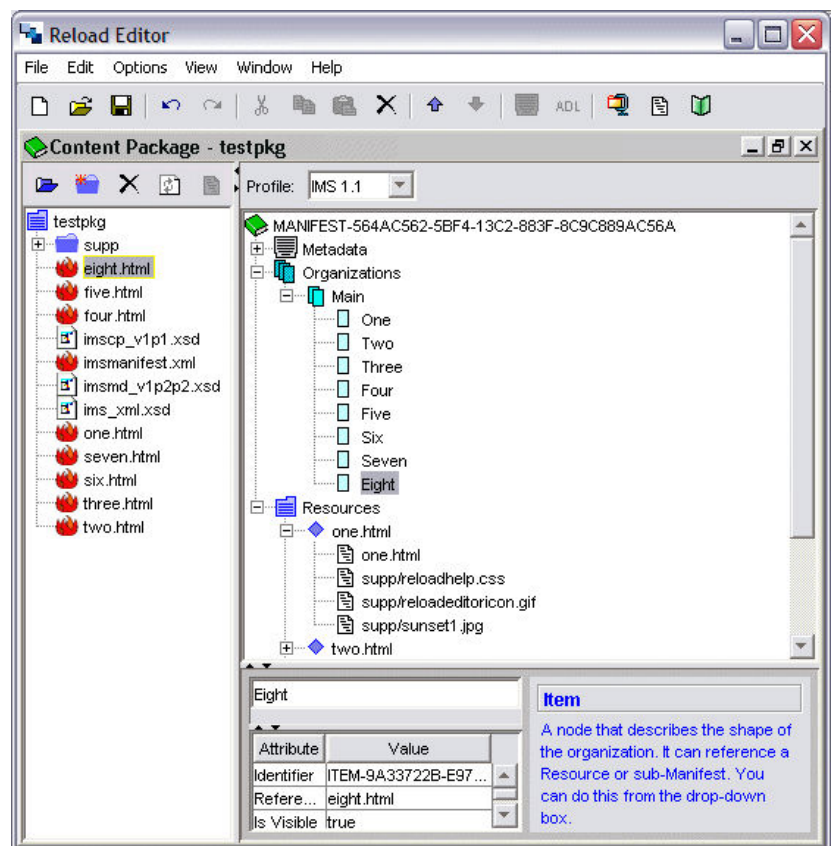 Reload Editor
File Edit Options View Window Help
ADL
Content Package - testpkg
Profile: IMS 1.1
testpkg
supp
eight.html
five.html
four.html
imscp_v1p1.xsd
imsmanifest.xml
imsmd_v1p2p2.xsd
ims_xml.xsd
one.html
seven.html
six.html
three.html
two.html
MANIFEST-564AC562-5BF4-13C2-883F-8C9C889AC56A
Metadata
Organizations
Main
One
Two
Three
Four
Five
Six
Seven
Eight
Resources
one.html
one.html
supp/reloadhelp.css
supp/reloadeditoricon.gif
supp/sunset1.jpg
two.html
Eight
Attribute Value
Identifier ITEM-9A33722B-E97...
Refere... eight.html
Is Visible true
Item
A node that describes the shape of
the organization. It can reference a
Resource or sub-Manifest. You
can do this from the drop-down
box.